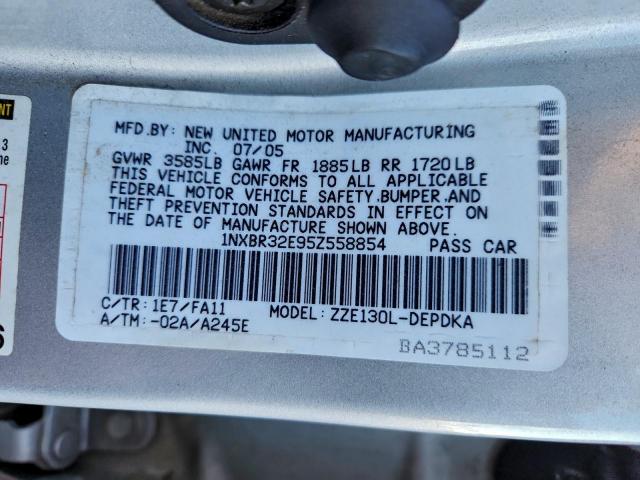 MFD.BY: NEW UNITED MOTOR MANUFACTURING
INC. 07/05
GVWR 3585LB GAWR FR 1885LB RR 1720LB
THIS VEHICLE CONFORMS TO ALL APPLICABLE
FEDERAL MOTOR VEHICLE SAFETY,BUMPER,AND
THEFT PREVENTION STANDARDS IN EFFECT ON
THE DATE OF MANUFACTURE SHOWN ABOVE.
1NXBR32E95Z558854 PASS CAR
C/TR: 1E7/FA11 MODEL: ZZE130L-DEPDKA
A/TM: -02A/A245E
BA3785112
3